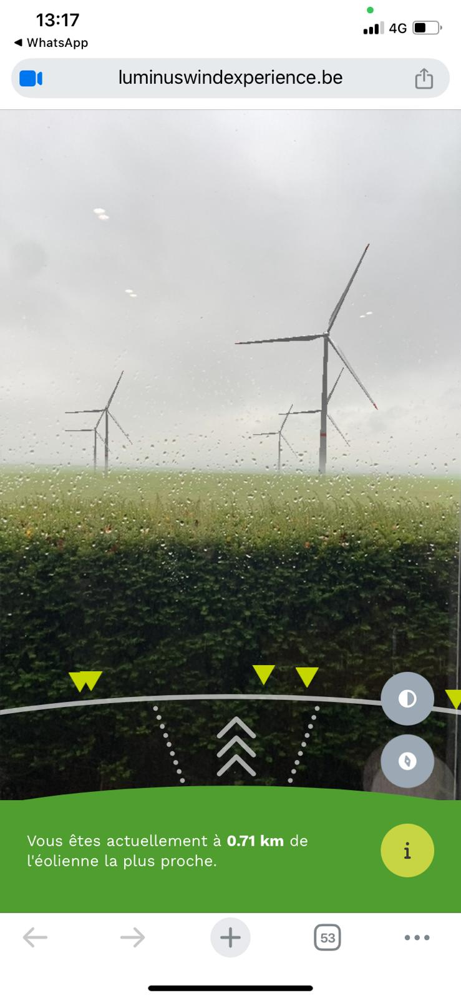 13:17
4G
WhatsApp
luminuswindexperience.be
Vous êtes actuellement à 0.71 km de
l'éolienne la plus proche.
i
53